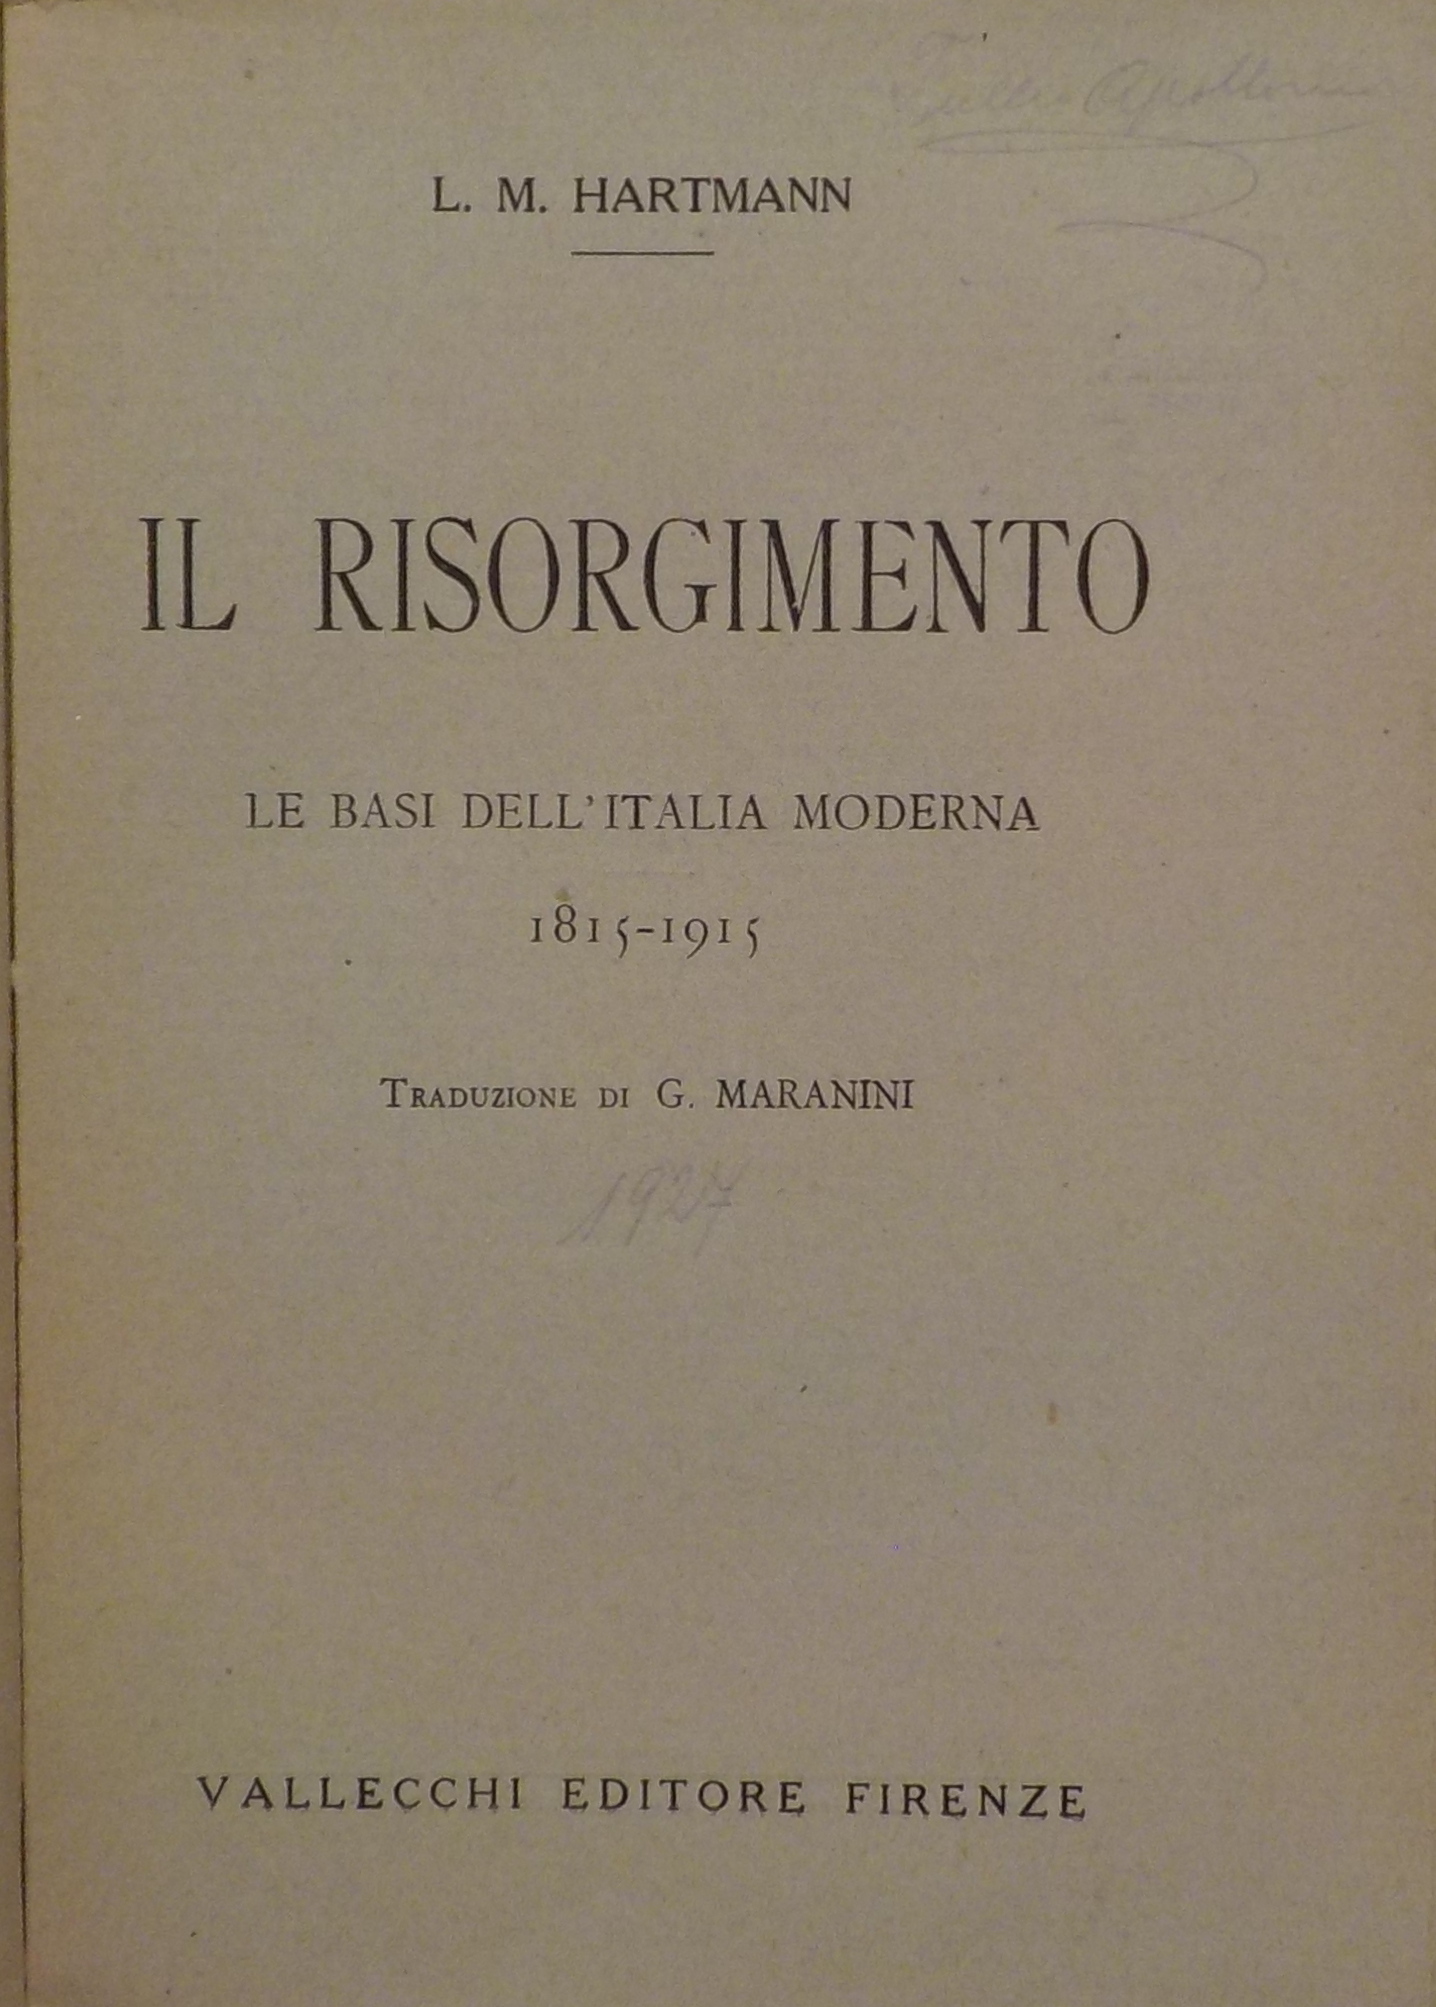 L. M. HARTMANN
IL RISORGIMENTO
LE BASI DELL'ITALIA MODERNA
1815-1915
TRADUZIONE DI G. MARANINI
1927
VALLECCHI EDITORE FIRENZE